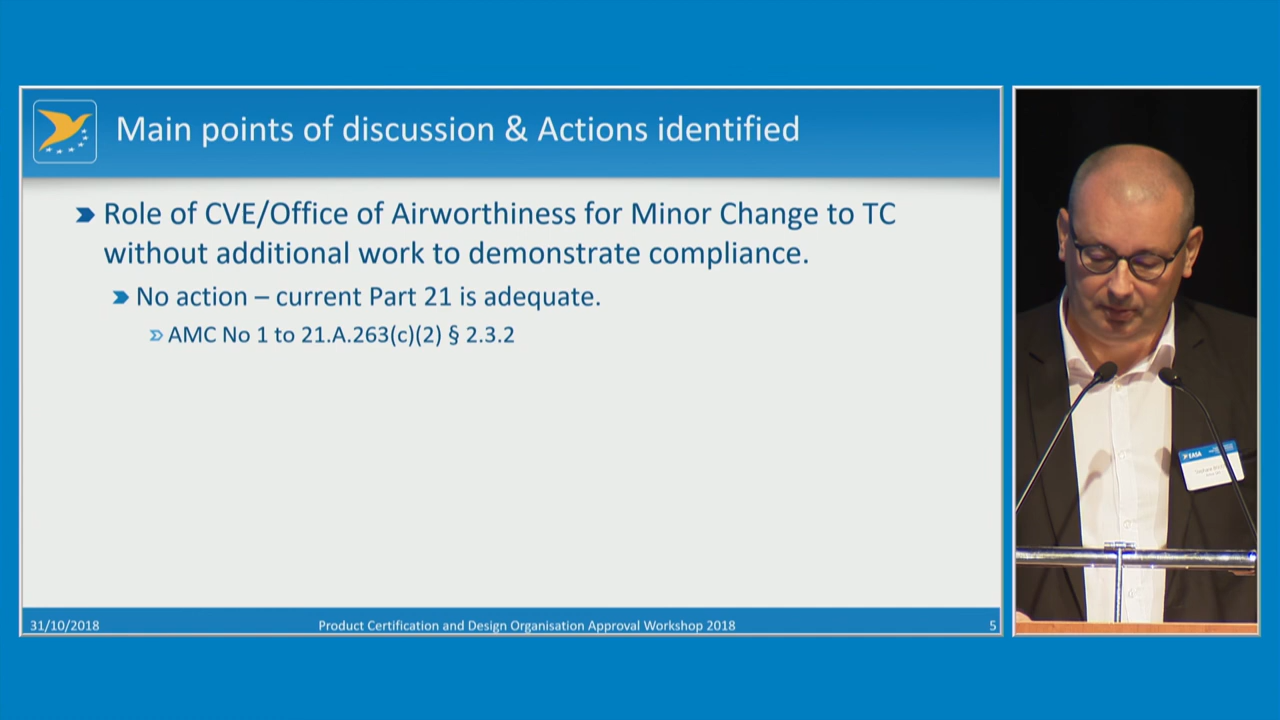 Main points of discussion & Actions identified
Role of CVE/Office of Airworthiness for Minor Change to TC
without additional work to demonstrate compliance.
No action – current Part 21 is adequate.
AMC No 1 to 21.A.263(c)(2) § 2.3.2
31/10/2018
Product Certification and Design Organisation Approval Workshop 2018
5
EASA